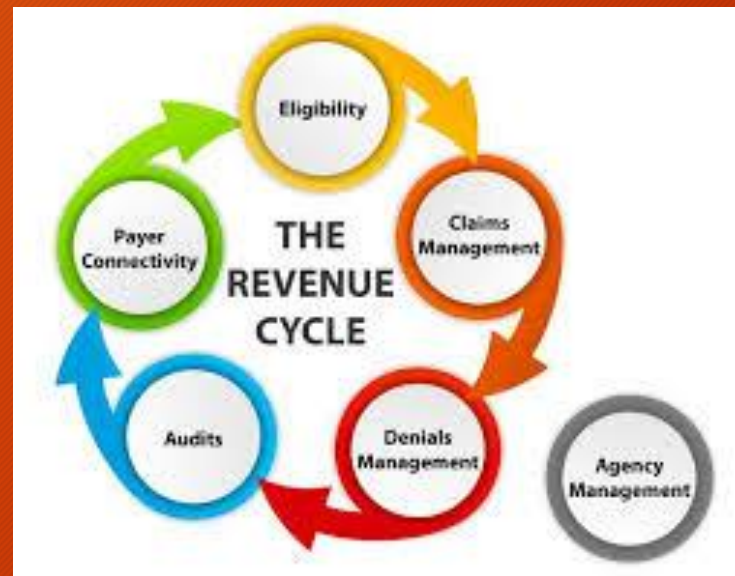 THE
REVENUE
CYCLE
Eligibility
Claims
Management
Denials
Management
Audits
Payer
Connectivity
Agency
Management